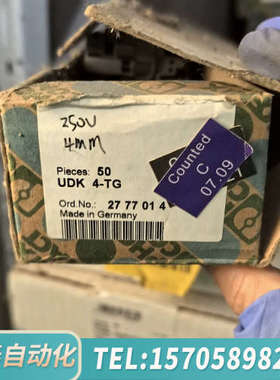 250V
4mm
Pieces: 50
UDK 4-TG
Ord.No.: 27 77 01 4
Made in Germany
Counted
C
07.09
自动化
TEL:1570589982